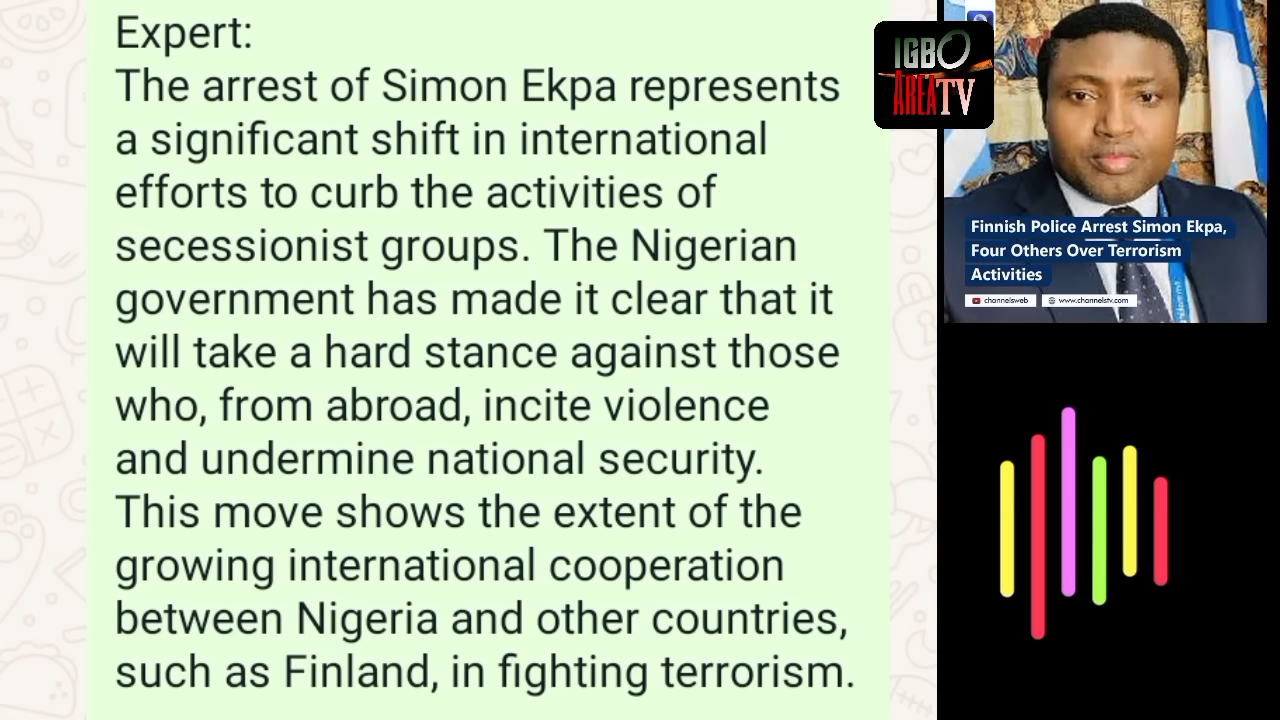 Expert:
The arrest of Simon Ekpa represents
a significant shift in international
efforts to curb the activities of
secessionist groups. The Nigerian
government has made it clear that it
will take a hard stance against those
who, from abroad, incite violence
and undermine national security.
This move shows the extent of the
growing international cooperation
between Nigeria and other countries,
such as Finland, in fighting terrorism.
IGBO
AREATV
Finnish Police Arrest Simon Ekpa,
Four Others Over Terrorism
Activities
channelsweb
www.channelstv.com